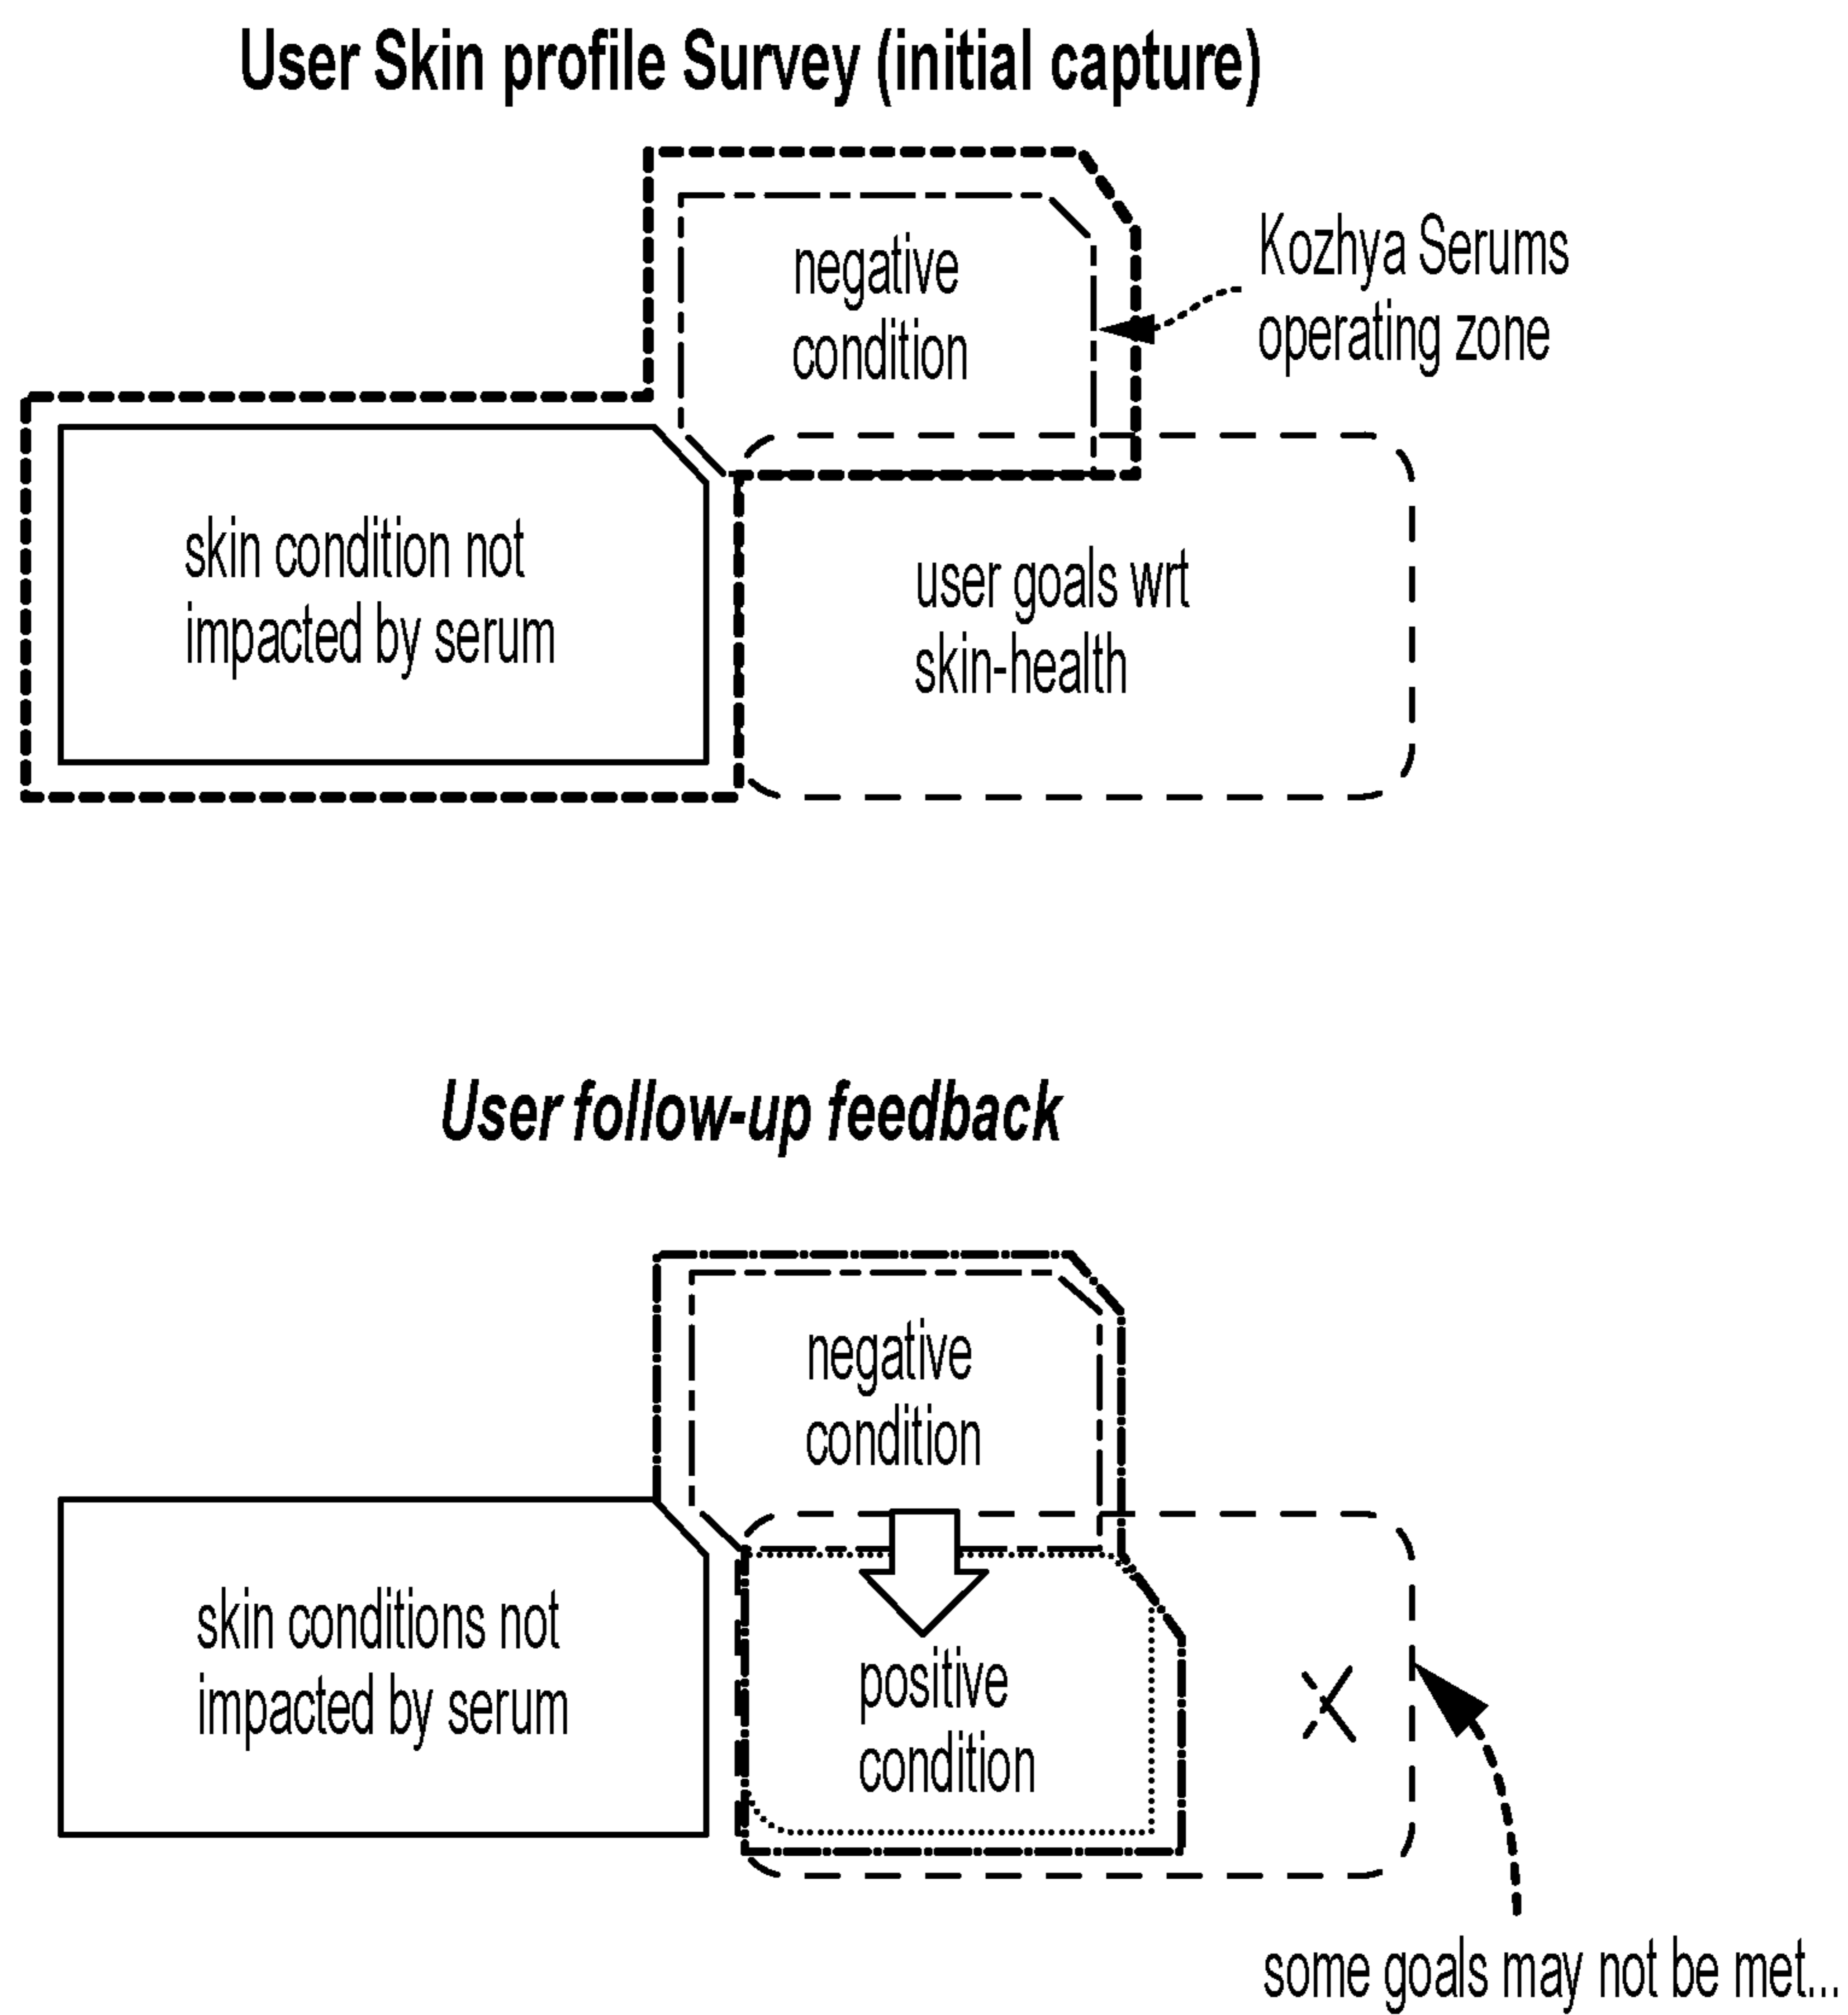 User Skin profile Survey (initial capture)
negative
condition
Kozhya Serums
operating zone
skin condition not
impacted by serum
user goals wrt
skin-health
User follow-up feedback
negative
condition
skin conditions not
impacted by serum
positive
condition
X
some goals may not be met...